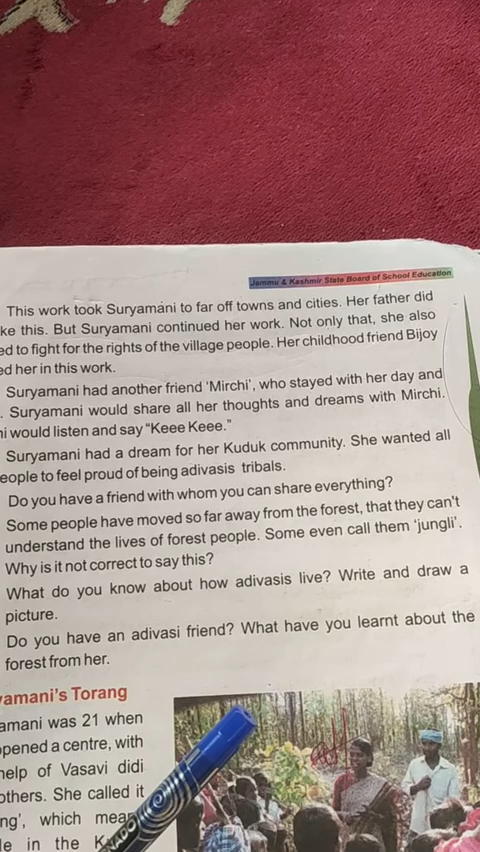 Jammu & Kashmir State Board of School Education
This work took Suryamani to far off towns and cities. Her father did
ke this. But Suryamani continued her work. Not only that, she also
ed to fight for the rights of the village people. Her childhood friend Bijoy
ed her in this work.
Suryamani had another friend ‘Mirchi’, who stayed with her day and
. Suryamani would share all her thoughts and dreams with Mirchi.
ni would listen and say “Keee Keee.”
Suryamani had a dream for her Kuduk community. She wanted all
eople to feel proud of being adivasis tribals.
Do you have a friend with whom you can share everything?
Some people have moved so far away from the forest, that they can't
understand the lives of forest people. Some even call them ‘jungli’.
Why is it not correct to say this?
What do you know about how adivasis live? Write and draw a
picture.
Do you have an adivasi friend? What have you learnt about the
forest from her.
yamani’s Torang
amani was 21 when
opened a centre, with
help of Vasavi didi
others. She called it
ng’, which mean
le in the K